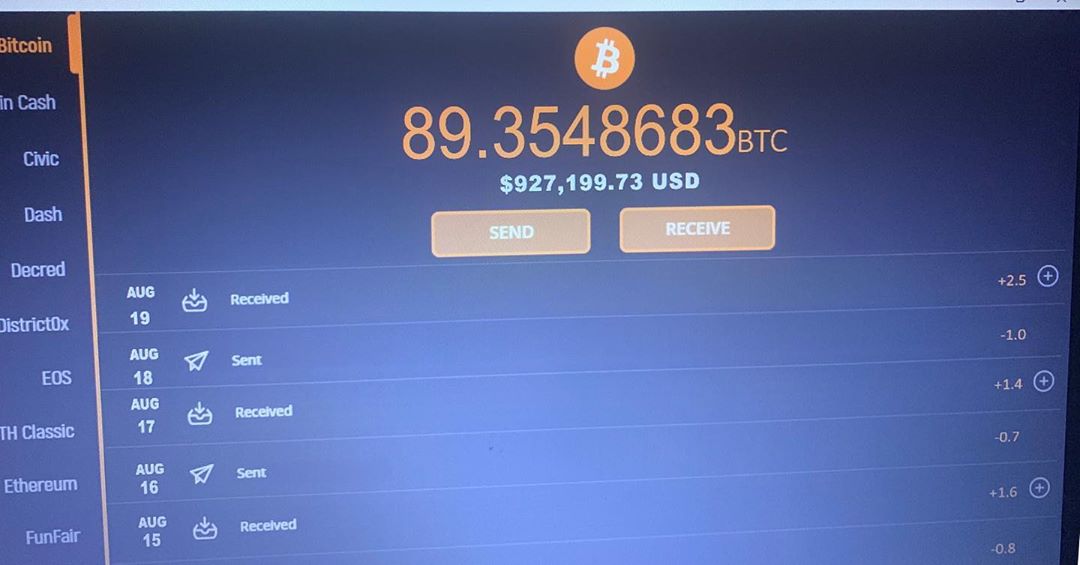 Bitcoin
in Cash
Civic
Dash
Decred
District0x
EOS
TH Classic
Ethereum
FunFair
89.3548683BTC
$927,199.73 USD
SEND RECEIVE
AUG 19 Received +2.5
AUG 18 Sent -1.0
AUG 17 Received +1.4
AUG 16 Sent -0.7
AUG 15 Received +1.6
-0.8